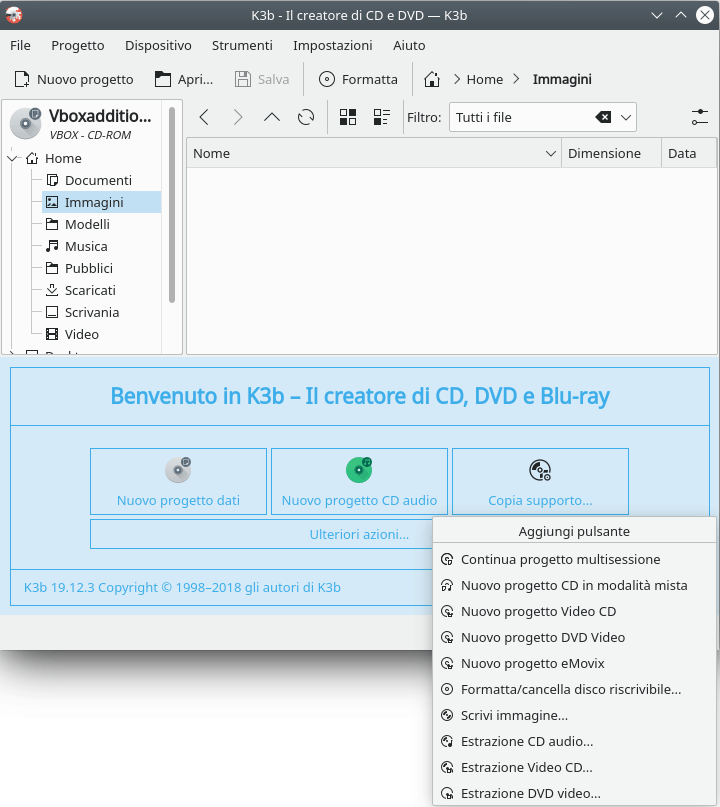 K3b - Il creatore di CD e DVD — K3b
File Progetto Dispositivo Strumenti Impostazioni Aiuto
Nuovo progetto Apri... Salva Formatta Home Immagini
Vboxadditio...
VBOX - CD-ROM
Filtro: Tutti i file
Nome Dimensione Data
Home
Documenti
Immagini
Modelli
Musica
Pubblici
Scaricati
Scrivania
Video
Benvenuto in K3b – Il creatore di CD, DVD e Blu-ray
Nuovo progetto dati Nuovo progetto CD audio Copia supporto...
Ulteriori azioni...
K3b 19.12.3 Copyright © 1998–2018 gli autori di K3b
Aggiungi pulsante
Continua progetto multisessione
Nuovo progetto CD in modalità mista
Nuovo progetto Video CD
Nuovo progetto DVD Video
Nuovo progetto eMovix
Formatta/cancella disco riscrivibile...
Scrivi immagine...
Estrazione CD audio...
Estrazione Video CD...
Estrazione DVD video...